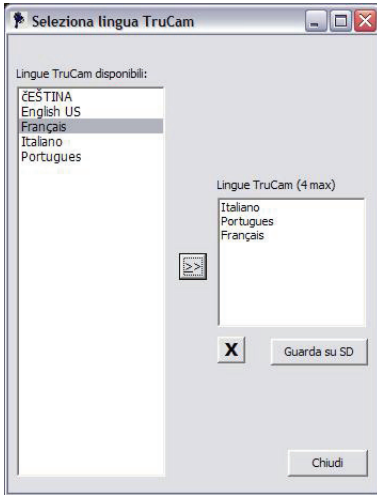 Seleziona lingua TruCam
Lingue TruCam disponibili:
čEŠTINA
English US
Français
Italiano
Portugues
Lingue TruCam (4 max)
Italiano
Portugues
Français
>>
X
Guarda su SD
Chiudi